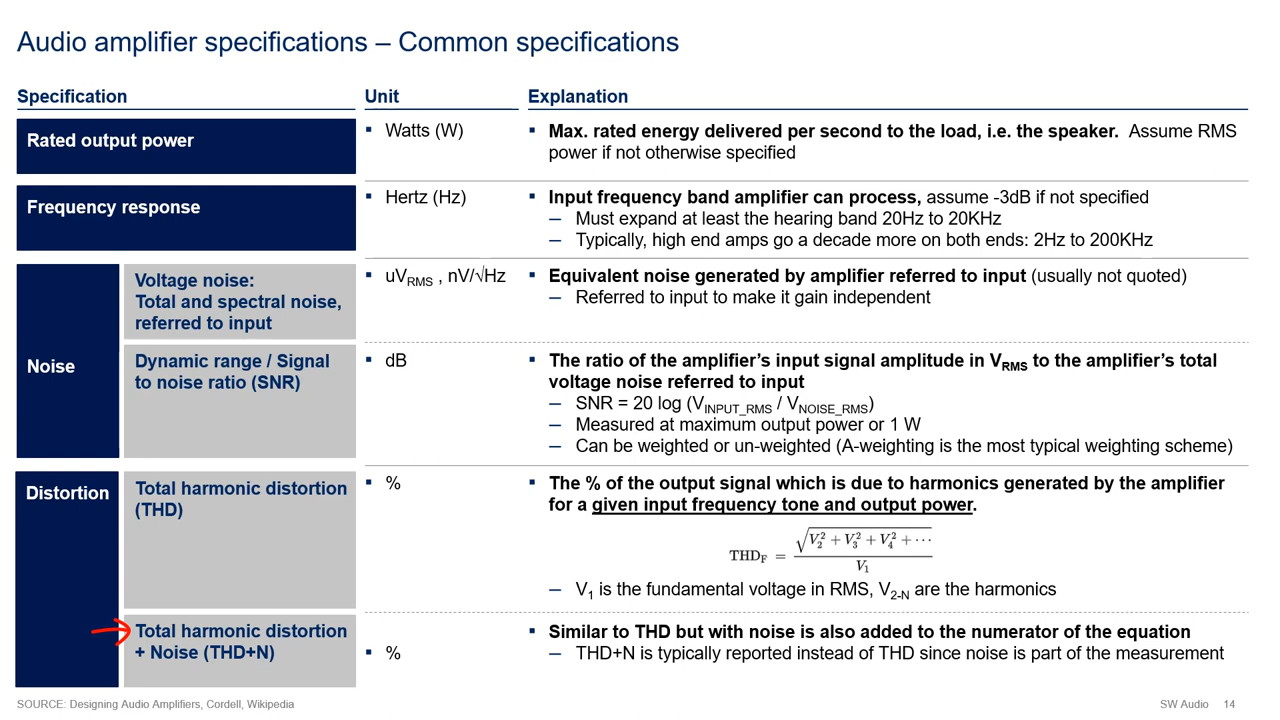 Audio amplifier specifications – Common specifications
Specification
Unit
Explanation
Rated output power
▪ Watts (W)
▪ Max. rated energy delivered per second to the load, i.e. the speaker. Assume RMS
power if not otherwise specified
Frequency response
▪ Hertz (Hz)
▪ Input frequency band amplifier can process, assume -3dB if not specified
– Must expand at least the hearing band 20Hz to 20KHz
– Typically, high end amps go a decade more on both ends: 2Hz to 200KHz
Noise
Voltage noise:
Total and spectral noise,
referred to input
▪ uVRMS , nV/√Hz
▪ Equivalent noise generated by amplifier referred to input (usually not quoted)
– Referred to input to make it gain independent
Dynamic range / Signal
to noise ratio (SNR)
▪ dB
▪ The ratio of the amplifier’s input signal amplitude in VRMS to the amplifier’s total
voltage noise referred to input
– SNR = 20 log (VINPUT_RMS / VNOISE_RMS)
– Measured at maximum output power or 1 W
– Can be weighted or un-weighted (A-weighting is the most typical weighting scheme)
Distortion
Total harmonic distortion
(THD)
▪ %
▪ The % of the output signal which is due to harmonics generated by the amplifier
for a given input frequency tone and output power.
THDF = √(V₂² + V₃² + V₄² + ···) / V₁
– V1 is the fundamental voltage in RMS, V2-N are the harmonics
Total harmonic distortion
+ Noise (THD+N)
▪ %
▪ Similar to THD but with noise is also added to the numerator of the equation
– THD+N is typically reported instead of THD since noise is part of the measurement
SOURCE: Designing Audio Amplifiers, Cordell, Wikipedia
SW Audio 14